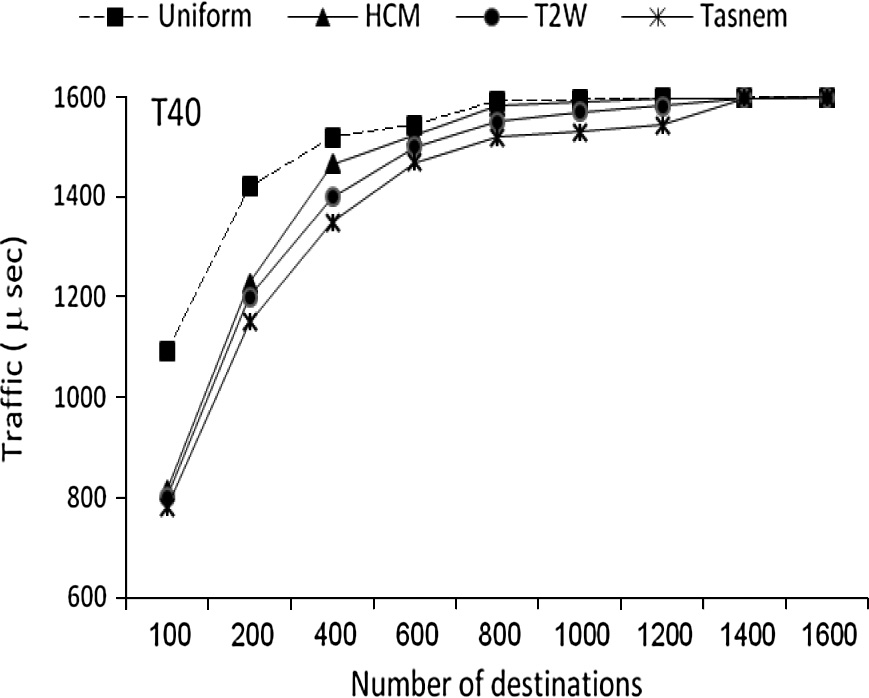 Uniform HCM T2W Tasnem
T40
1600
1400
1200
1000
800
600
Traffic ( μ sec)
100 200 400 600 800 1000 1200 1400 1600
Number of destinations